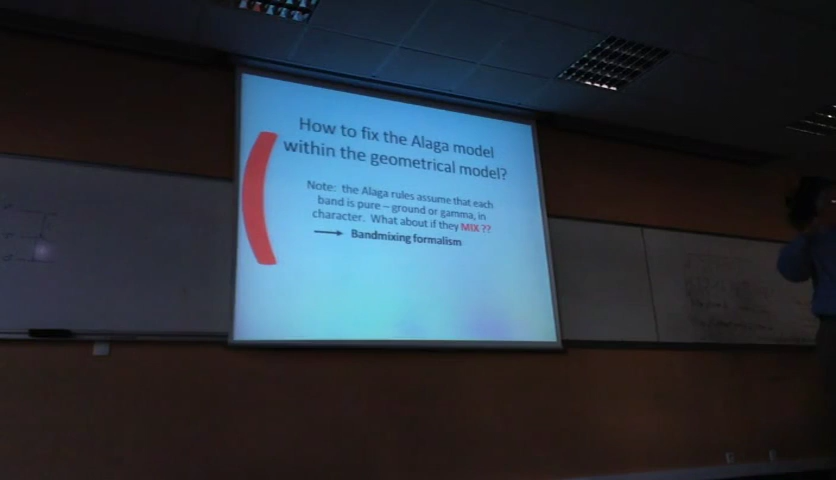 How to fix the Alaga model
within the geometrical model?
Note: the Alaga rules assume that each
band is pure – ground or gamma, in
character. What about if they MIX ??
Bandmixing formalism